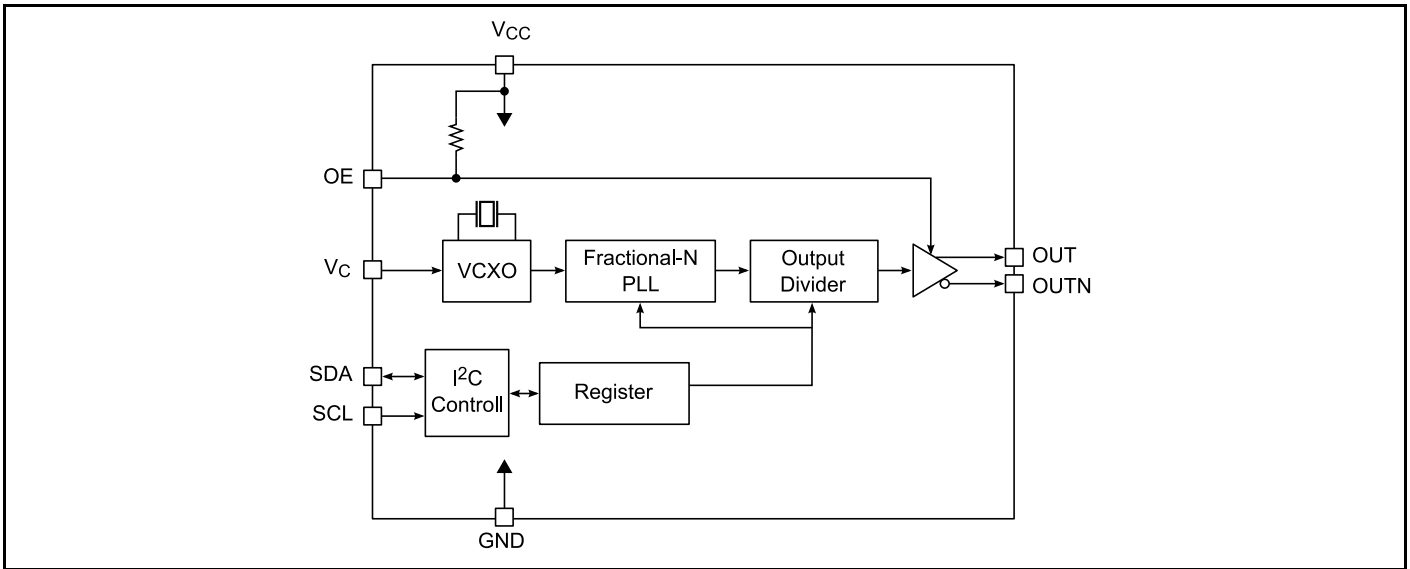 VCC
OE
VC
VCXO
Fractional-N
PLL
Output
Divider
OUT
OUTN
SDA
SCL
I²C
Controll
Register
GND